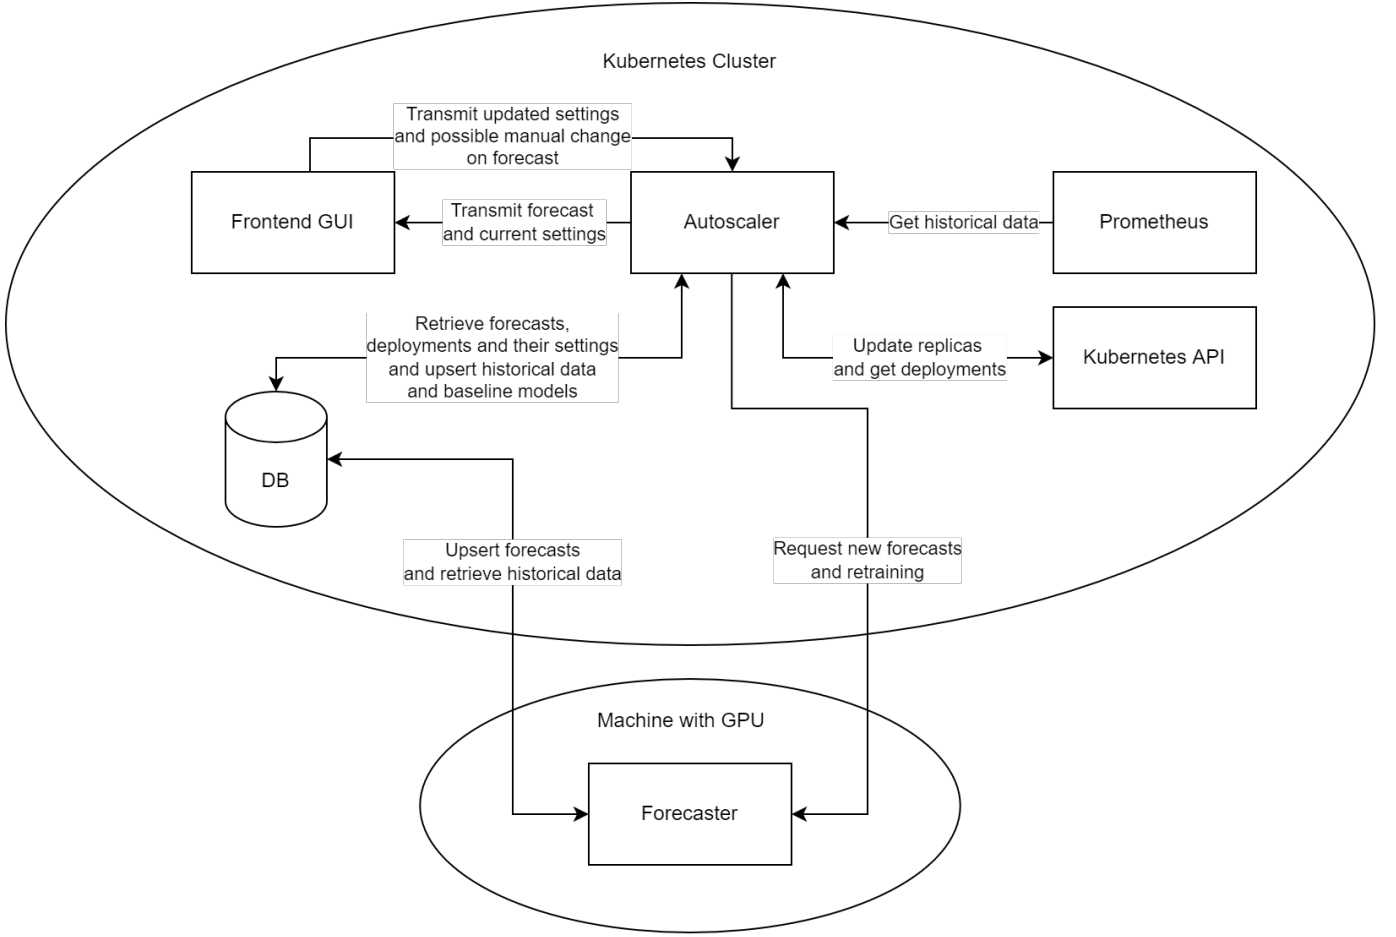 Kubernetes Cluster
Transmit updated settings
and possible manual change
on forecast
Frontend GUI
Transmit forecast
and current settings
Autoscaler
Get historical data
Prometheus
Retrieve forecasts,
deployments and their settings
and upsert historical data
and baseline models
Update replicas
and get deployments
Kubernetes API
DB
Upsert forecasts
and retrieve historical data
Request new forecasts
and retraining
Machine with GPU
Forecaster